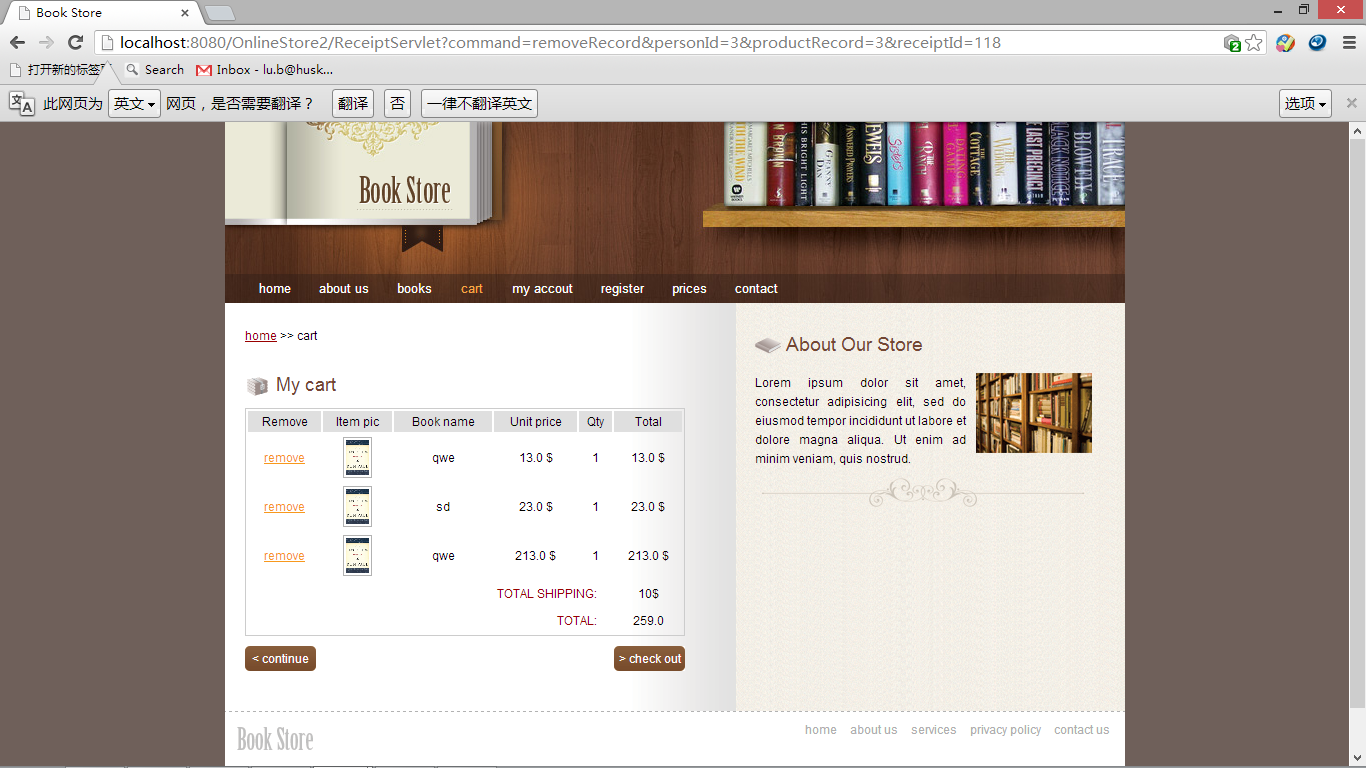 Book Store
localhost:8080/OnlineStore2/ReceiptServlet?command=removeRecord&personId=3&productRecord=3&receiptId=118
打开新的标签 Search Inbox - lu.b@husk...
此网页为 英文 网页，是否需要翻译？ 翻译 否 一律不翻译英文 选项
Book Store
home about us books cart my accout register prices contact
home >> cart
My cart
Remove Item pic Book name Unit price Qty Total
remove qwe 13.0 $ 1 13.0 $
remove sd 23.0 $ 1 23.0 $
remove qwe 213.0 $ 1 213.0 $
TOTAL SHIPPING: 10$
TOTAL: 259.0
< continue > check out
About Our Store
Lorem ipsum dolor sit amet,
consectetur adipisicing elit, sed do
eiusmod tempor incididunt ut labore et
dolore magna aliqua. Ut enim ad
minim veniam, quis nostrud.
Book Store
home about us services privacy policy contact us